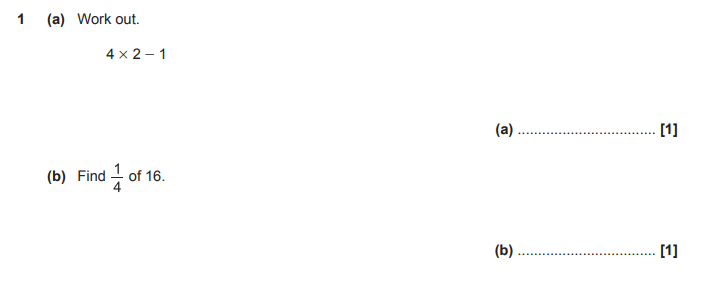 1 (a) Work out.
4 × 2 – 1
(a) .................................. [1]
(b) Find 1/4 of 16.
(b) .................................. [1]